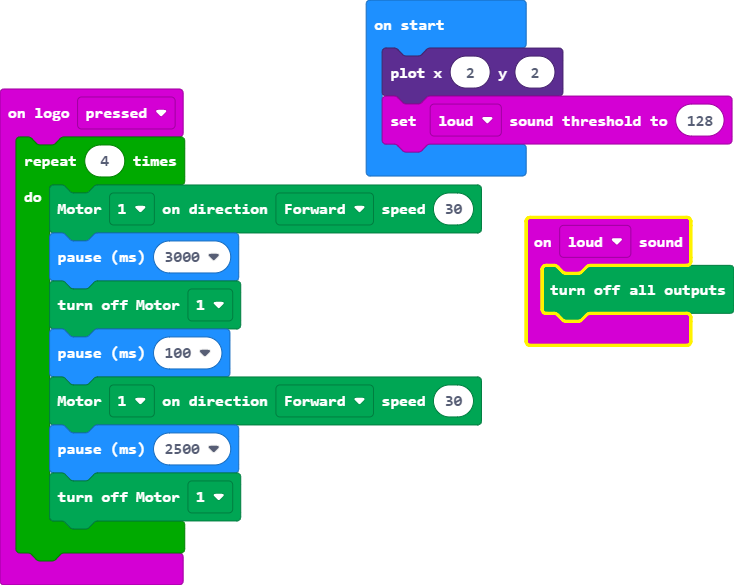 on start
plot x 2 y 2
set loud sound threshold to 128
on logo pressed
repeat 4 times
do
Motor 1 on direction Forward speed 30
pause (ms) 3000
turn off Motor 1
pause (ms) 100
Motor 1 on direction Forward speed 30
pause (ms) 2500
turn off Motor 1
on loud sound
turn off all outputs